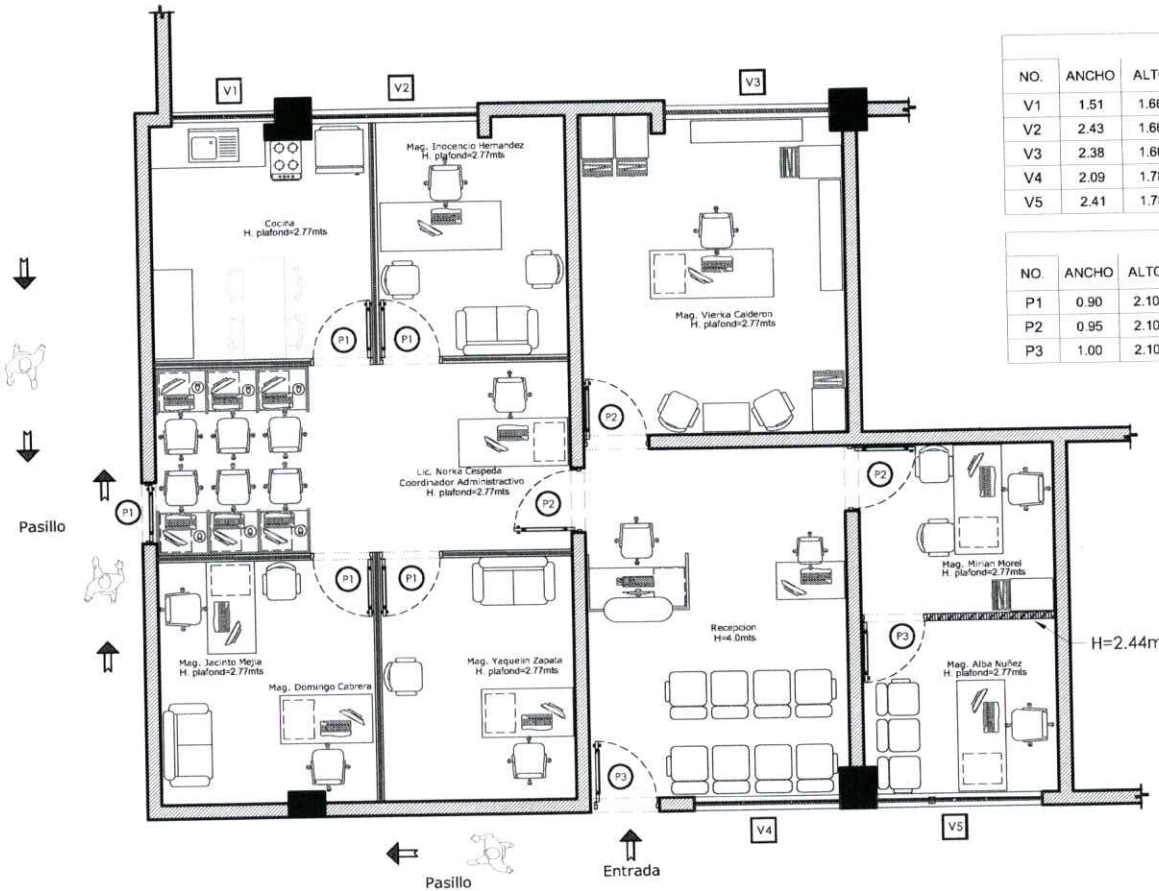 V1
V2
V3
NO. ANCHO
V1 1.51
V2 2.43
V3 2.38
V4 2.09
V5 2.41
NO. ANCHO ALTO
P1 0.90 2.10
P2 0.95 2.10
P3 1.00 2.10
Mag. Inocencio Hernandez
H. plafond=2.77mts
Cocina
H. plafond=2.77mts
Mag. Vierka Calderon
H. plafond=2.77mts
P1
P1
P2
Lic. Norka Cespeda
Coordinador Administractivo
H. plafond=2.77mts
P2
P2
P1
Pasillo
P1
P1
Mag. Mirian Morel
H. plafond=2.77mts
Recepcion
H=4.0mts
P3
H=2.44m
Mag. Jacinto Mejia
H. plafond=2.77mts
Mag. Domingo Cabrera
Mag. Yaquelin Zapata
H. plafond=2.77mts
Mag. Alba Nuñez
H. plafond=2.77mts
P3
V4
V5
Pasillo
Entrada